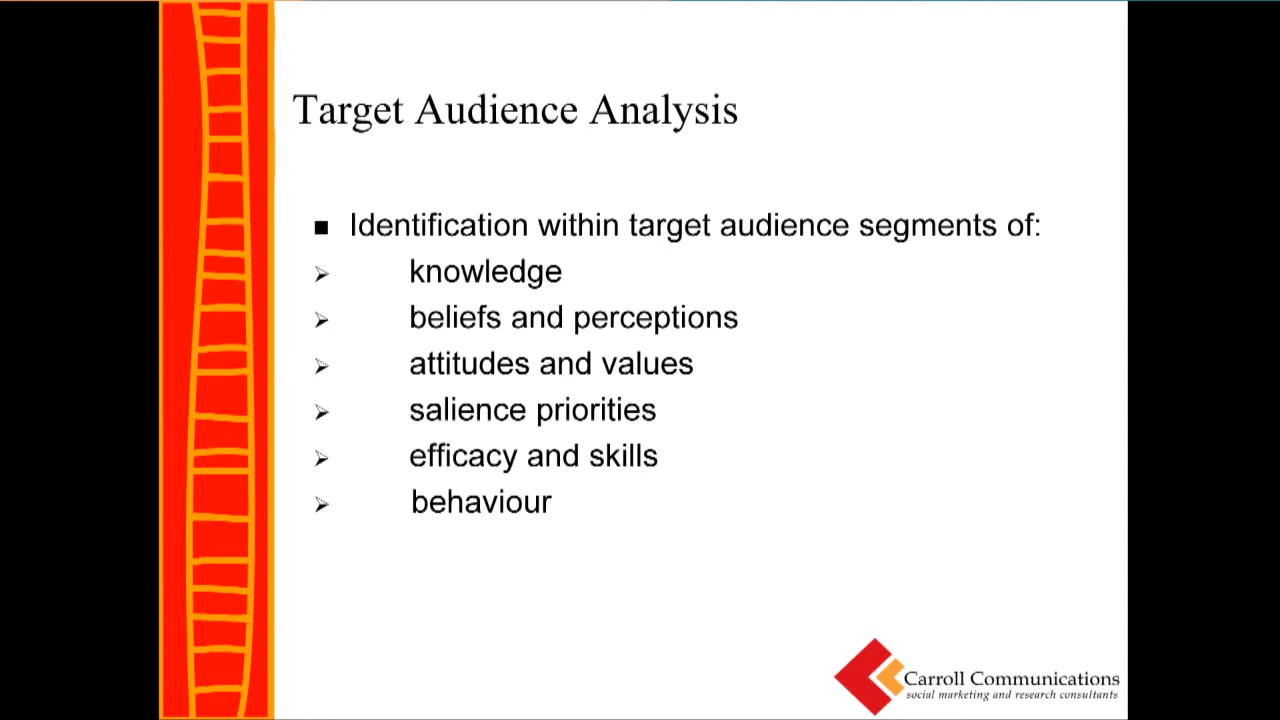 Target Audience Analysis
Identification within target audience segments of:
knowledge
beliefs and perceptions
attitudes and values
salience priorities
efficacy and skills
behaviour
Carroll Communications
social marketing and research consultants